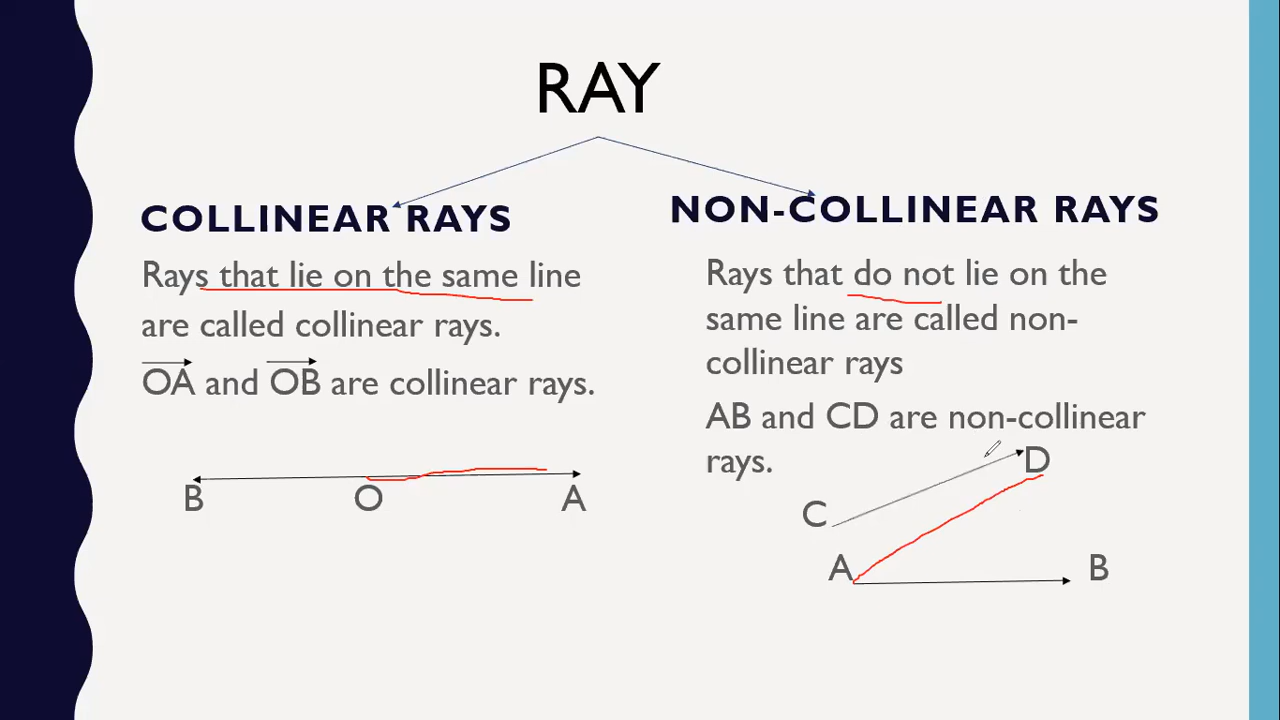 RAY
COLLINEAR RAYS
Rays that lie on the same line
are called collinear rays.
OA and OB are collinear rays.
B
O
A
NON-COLLINEAR RAYS
Rays that do not lie on the
same line are called non-
collinear rays
AB and CD are non-collinear
rays.
D
C
A
B